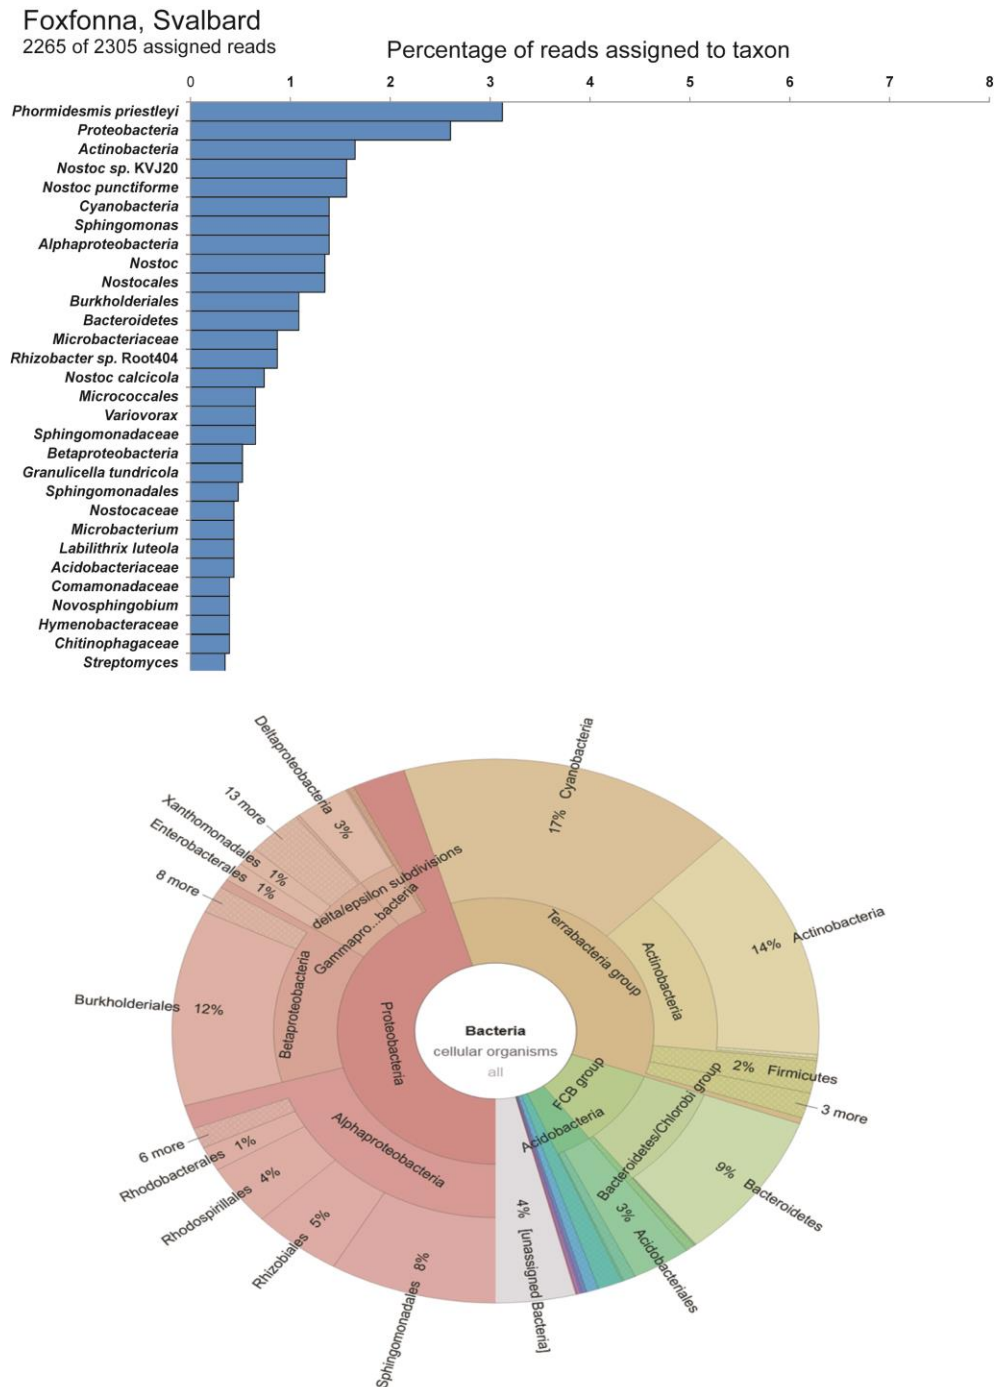 Foxfonna, Svalbard
2265 of 2305 assigned reads
Percentage of reads assigned to taxon
0 1 2 3 4 5 6 7 8
Phormidesmis priestleyi
Proteobacteria
Actinobacteria
Nostoc sp. KVJ20
Nostoc punctiforme
Cyanobacteria
Sphingomonas
Alphaproteobacteria
Nostoc
Nostocales
Burkholderiales
Bacteroidetes
Microbacteriaceae
Rhizobacter sp. Root404
Nostoc calcicola
Micrococcales
Variovorax
Sphingomonadaceae
Betaproteobacteria
Granulicella tundricola
Sphingomonadales
Nostocaceae
Microbacterium
Labilithrix luteola
Acidobacteriaceae
Comamonadaceae
Novosphingobium
Hymenobacteraceae
Chitinophagaceae
Streptomyces
Deltaproteobacteria 3%
17% Cyanobacteria
13 more
Xanthomonadales 1%
Enterobacterales 1%
8 more
delta/epsilon subdivisions
Gammapro...bacteria
Terrabacteria group
Actinobacteria
14% Actinobacteria
Burkholderiales 12%
Betaproteobacteria
Proteobacteria
Bacteria
cellular organisms
all
2% Firmicutes
3 more
FCB group
Acidobacteria
Bacteroidetes/Chlorobi group
Alphaproteobacteria
6 more
Rhodobacterales 1%
Rhodospirillales 4%
Rhizobiales 5%
Sphingomonadales 8%
4% [unassigned Bacteria]
3% Acidobacteriales
9% Bacteroidetes